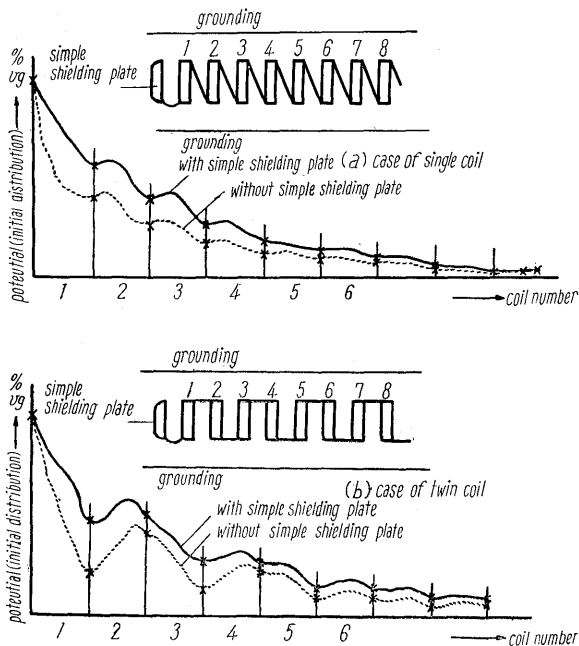 grounding
%
vg
simple
shielding plate
1 2 3 4 5 6 7 8
grounding
with simple shielding plate (a) case of single coil
without simple shielding plate
potential (initial distribution)
1 2 3 4 5 6
coil number
grounding
%
vg
simple
shielding plate
1 2 3 4 5 6 7 8
grounding
(b) case of twin coil
with simple shielding plate
without simple shielding plate
potential (initial distribution)
1 2 3 4 5 6
coil number